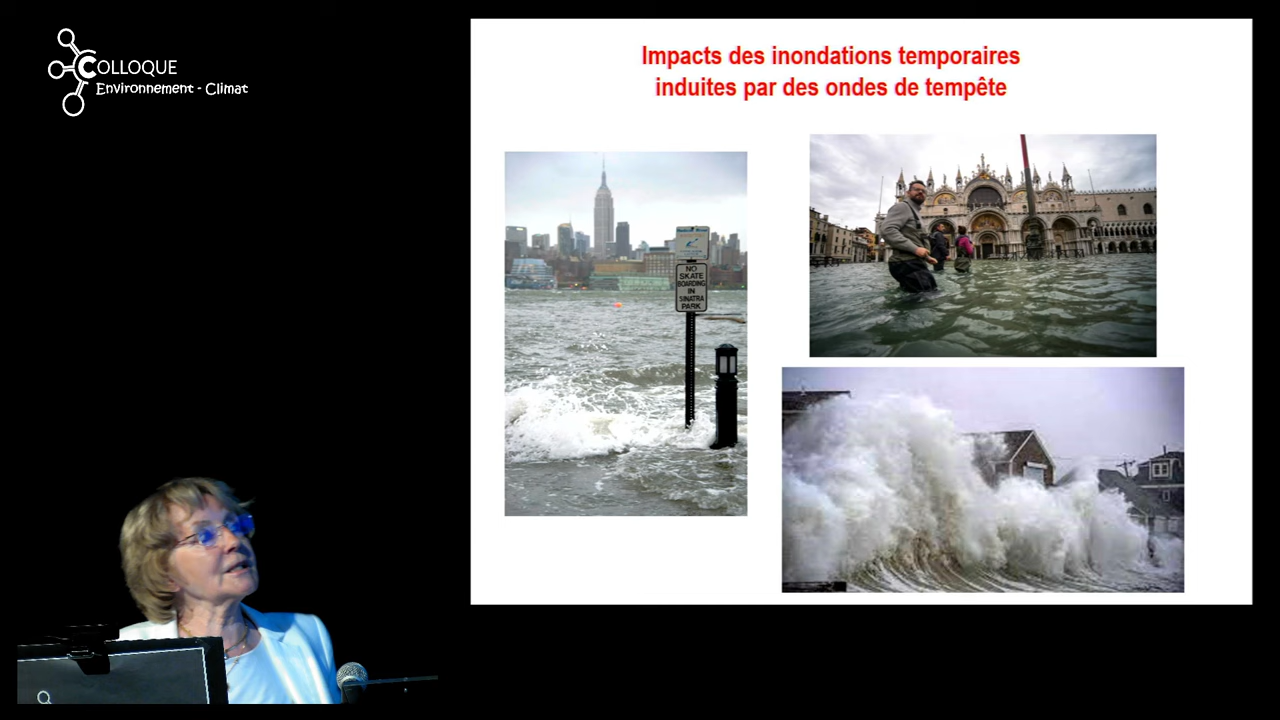 COLLOQUE
Environnement - Climat
Impacts des inondations temporaires
induites par des ondes de tempête
NO
SKATE
BOARDING
IN
SINATRA
PARK